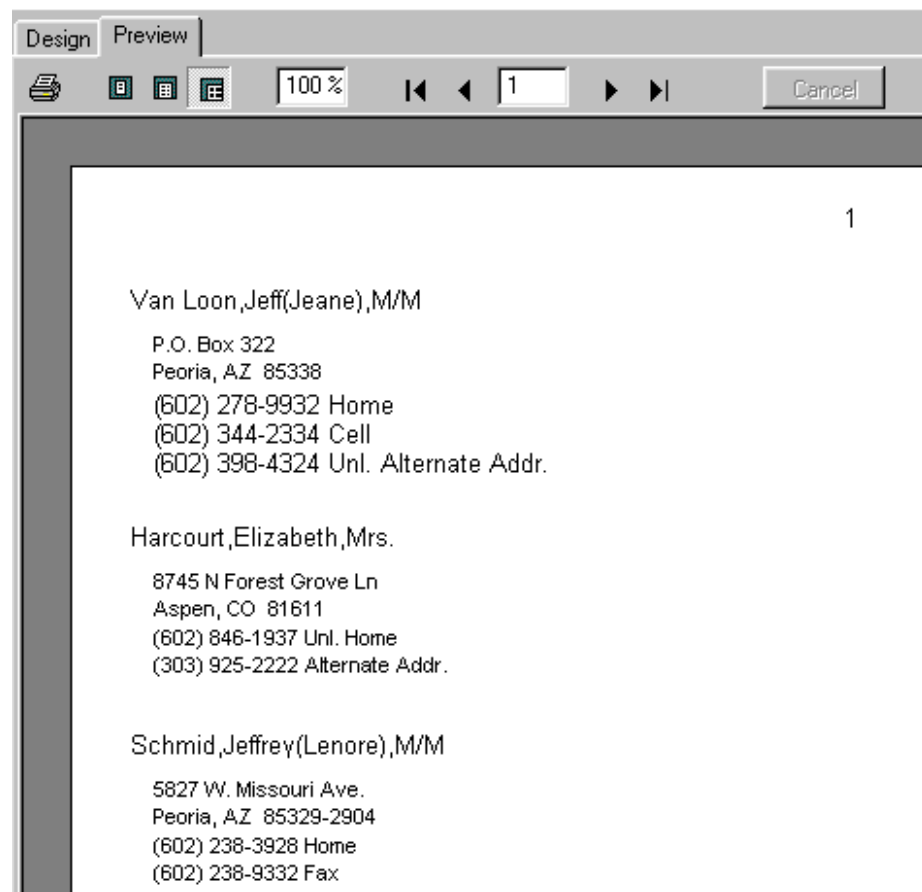 Design Preview
100 % 1 Cancel
1
Van Loon,Jeff(Jeane),M/M
P.O. Box 322
Peoria, AZ  85338
(602) 278-9932 Home
(602) 344-2334 Cell
(602) 398-4324 Unl. Alternate Addr.
Harcourt,Elizabeth,Mrs.
8745 N Forest Grove Ln
Aspen, CO  81611
(602) 846-1937 Unl. Home
(303) 925-2222 Alternate Addr.
Schmid,Jeffrey(Lenore),M/M
5827 W. Missouri Ave.
Peoria, AZ  85329-2904
(602) 238-3928 Home
(602) 238-9332 Fax